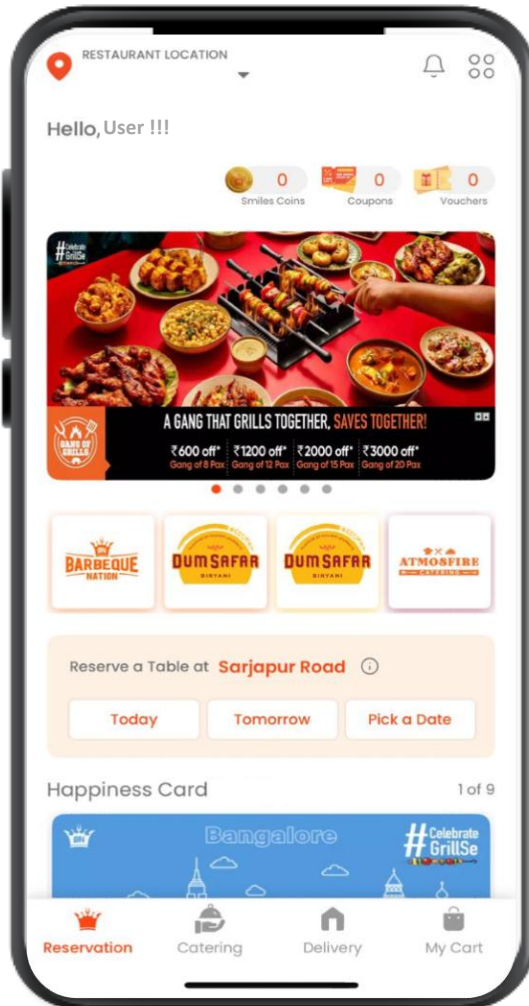 RESTAURANT LOCATION
Hello, User !!!
0
Smiles Coins
0
Coupons
0
Vouchers
#Celebrate
GrillSe
A GANG THAT GRILLS TOGETHER, SAVES TOGETHER!
GANG OF
GRILLS
₹600 off* ₹1200 off* ₹2000 off* ₹3000 off*
Gang of 8 Pax Gang of 12 Pax Gang of 15 Pax Gang of 20 Pax
BARBEQUE
NATION
DUM SAFAR
BIRYANI
DUM SAFAR
BIRYANI
ATMOSFIRE
CATERING
Reserve a Table at Sarjapur Road
Today Tomorrow Pick a Date
Happiness Card 1 of 9
Bangalore
#Celebrate
GrillSe
Reservation Catering Delivery My Cart